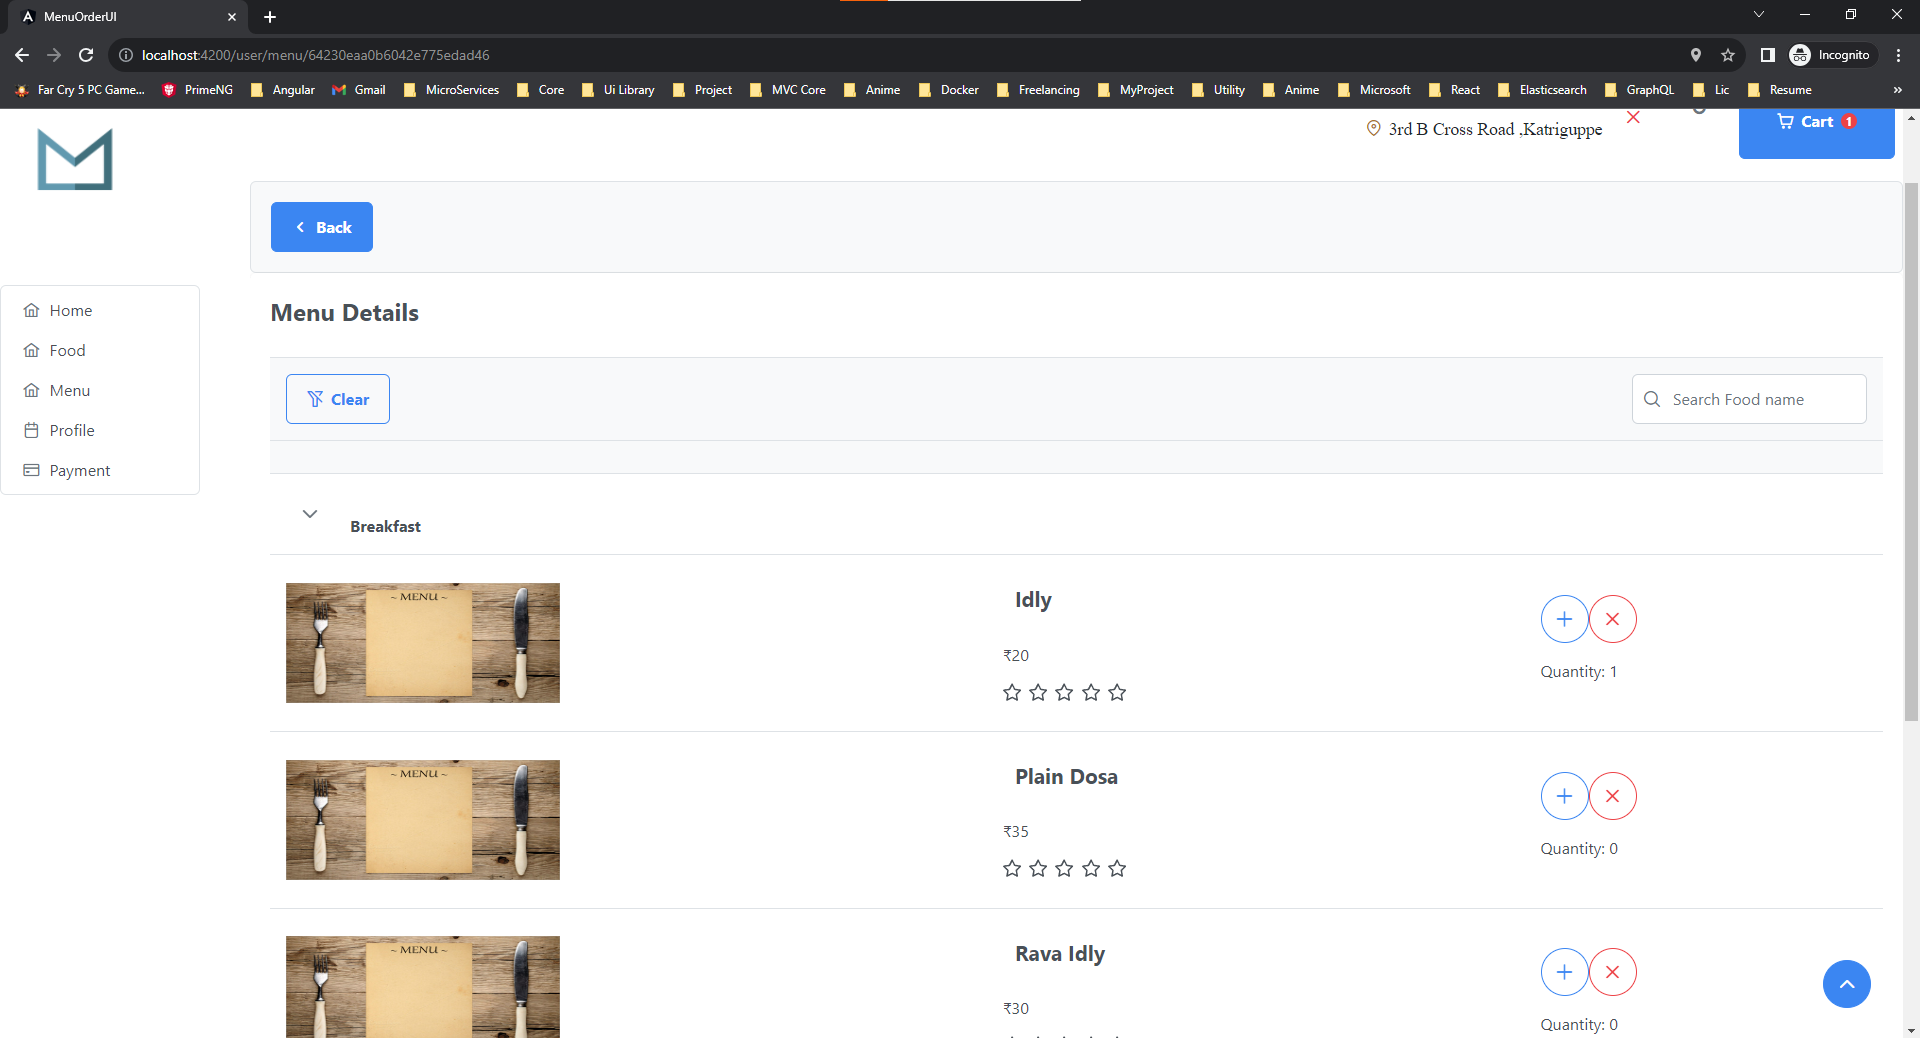 MenuOrderUI
localhost:4200/user/menu/64230eaa0b6042e775edad46
Incognito
Far Cry 5 PC Game... PrimeNG Angular Gmail MicroServices Core Ui Library Project MVC Core Anime Docker Freelancing MyProject Utility Anime Microsoft React Elasticsearch GraphQL Lic Resume »
3rd B Cross Road ,Katriguppe
Cart 1
Back
Home
Food
Menu
Profile
Payment
Menu Details
Clear
Search Food name
Breakfast
~ MENU ~
Idly
₹20
Quantity: 1
~ MENU ~
Plain Dosa
₹35
Quantity: 0
~ MENU ~
Rava Idly
₹30
Quantity: 0